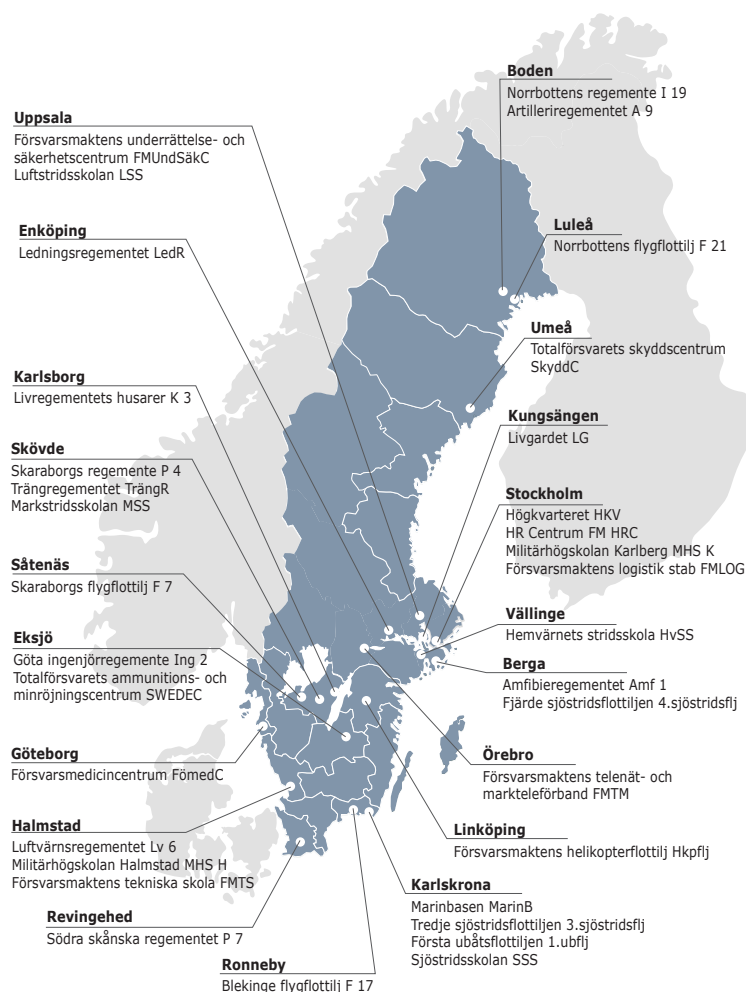 Boden
Norrbottens regemente I 19
Artilleriregementet A 9
Uppsala
Försvarsmaktens underrättelse- och
säkerhetscentrum FMUndSäkC
Luftstridsskolan LSS
Luleå
Norrbottens flygflottilj F 21
Enköping
Ledningsregementet LedR
Umeå
Totalförsvarets skyddscentrum
SkyddC
Karlsborg
Livregementets husarer K 3
Kungsängen
Livgardet LG
Skövde
Skaraborgs regemente P 4
Trängregementet TrängR
Markstridsskolan MSS
Stockholm
Högkvarteret HKV
HR Centrum FM HRC
Militärhögskolan Karlberg MHS K
Försvarsmaktens logistik stab FMLOG
Såtenäs
Skaraborgs flygflottilj F 7
Vällinge
Hemvärnets stridsskola HvSS
Eksjö
Göta ingenjörregemente Ing 2
Totalförsvarets ammunitions- och
minröjningscentrum SWEDEC
Berga
Amfibieregementet Amf 1
Fjärde sjöstridsflottiljen 4.sjöstridsflj
Göteborg
Försvarsmedicincentrum FömedC
Örebro
Försvarsmaktens telenät- och
markteleförband FMTM
Halmstad
Luftvärnsregementet Lv 6
Militärhögskolan Halmstad MHS H
Försvarsmaktens tekniska skola FMTS
Linköping
Försvarsmaktens helikopterflottilj Hkpflj
Karlskrona
Marinbasen MarinB
Tredje sjöstridsflottiljen 3.sjöstridsflj
Första ubåtsflottiljen 1.ubflj
Sjöstridsskolan SSS
Revingehed
Södra skånska regementet P 7
Ronneby
Blekinge flygflottilj F 17